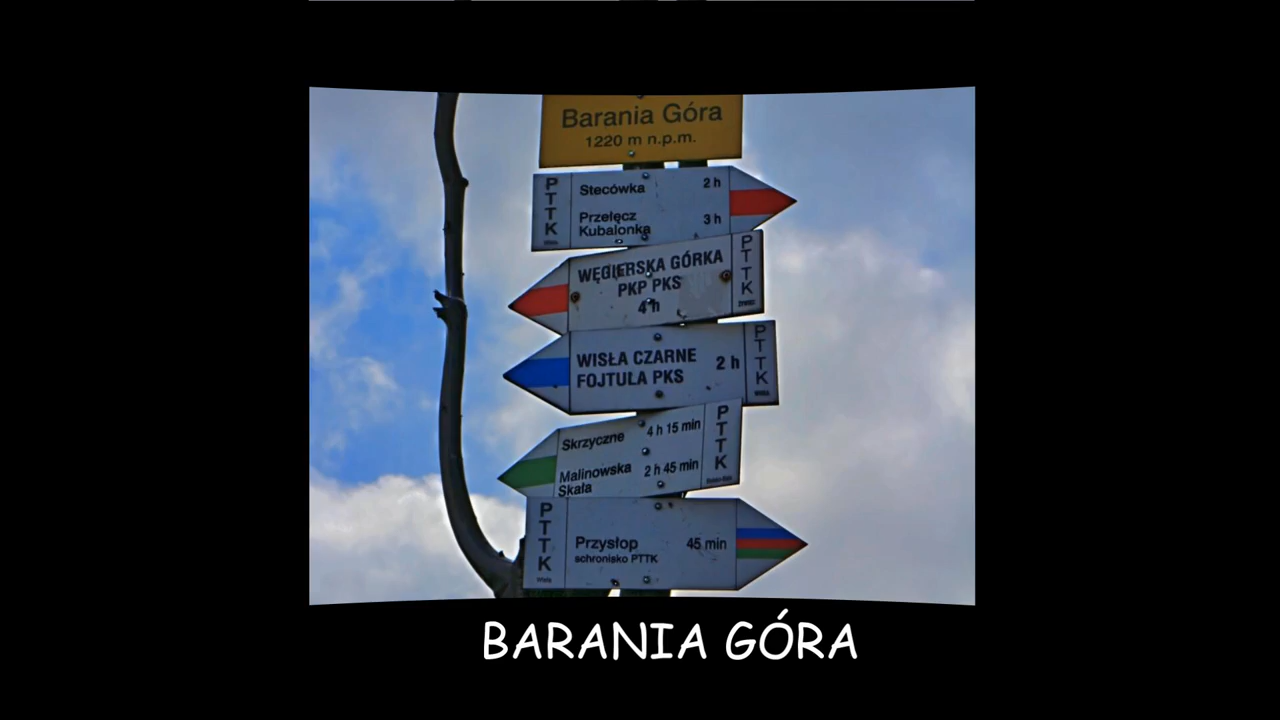 Barania Góra
1220 m n.p.m.
PTTK
Stecówka 2 h
Przełęcz
Kubalonka 3 h
WĘGIERSKA GÓRKA
PKP PKS
4 h
PTTK
WISŁA CZARNE
FOJTULA PKS 2 h
PTTK
Skrzyczne 4 h 15 min
Malinowska
Skała 2 h 45 min
PTTK
PTTK
Wisła
Przysłop 45 min
schronisko PTTK
BARANIA GÓRA